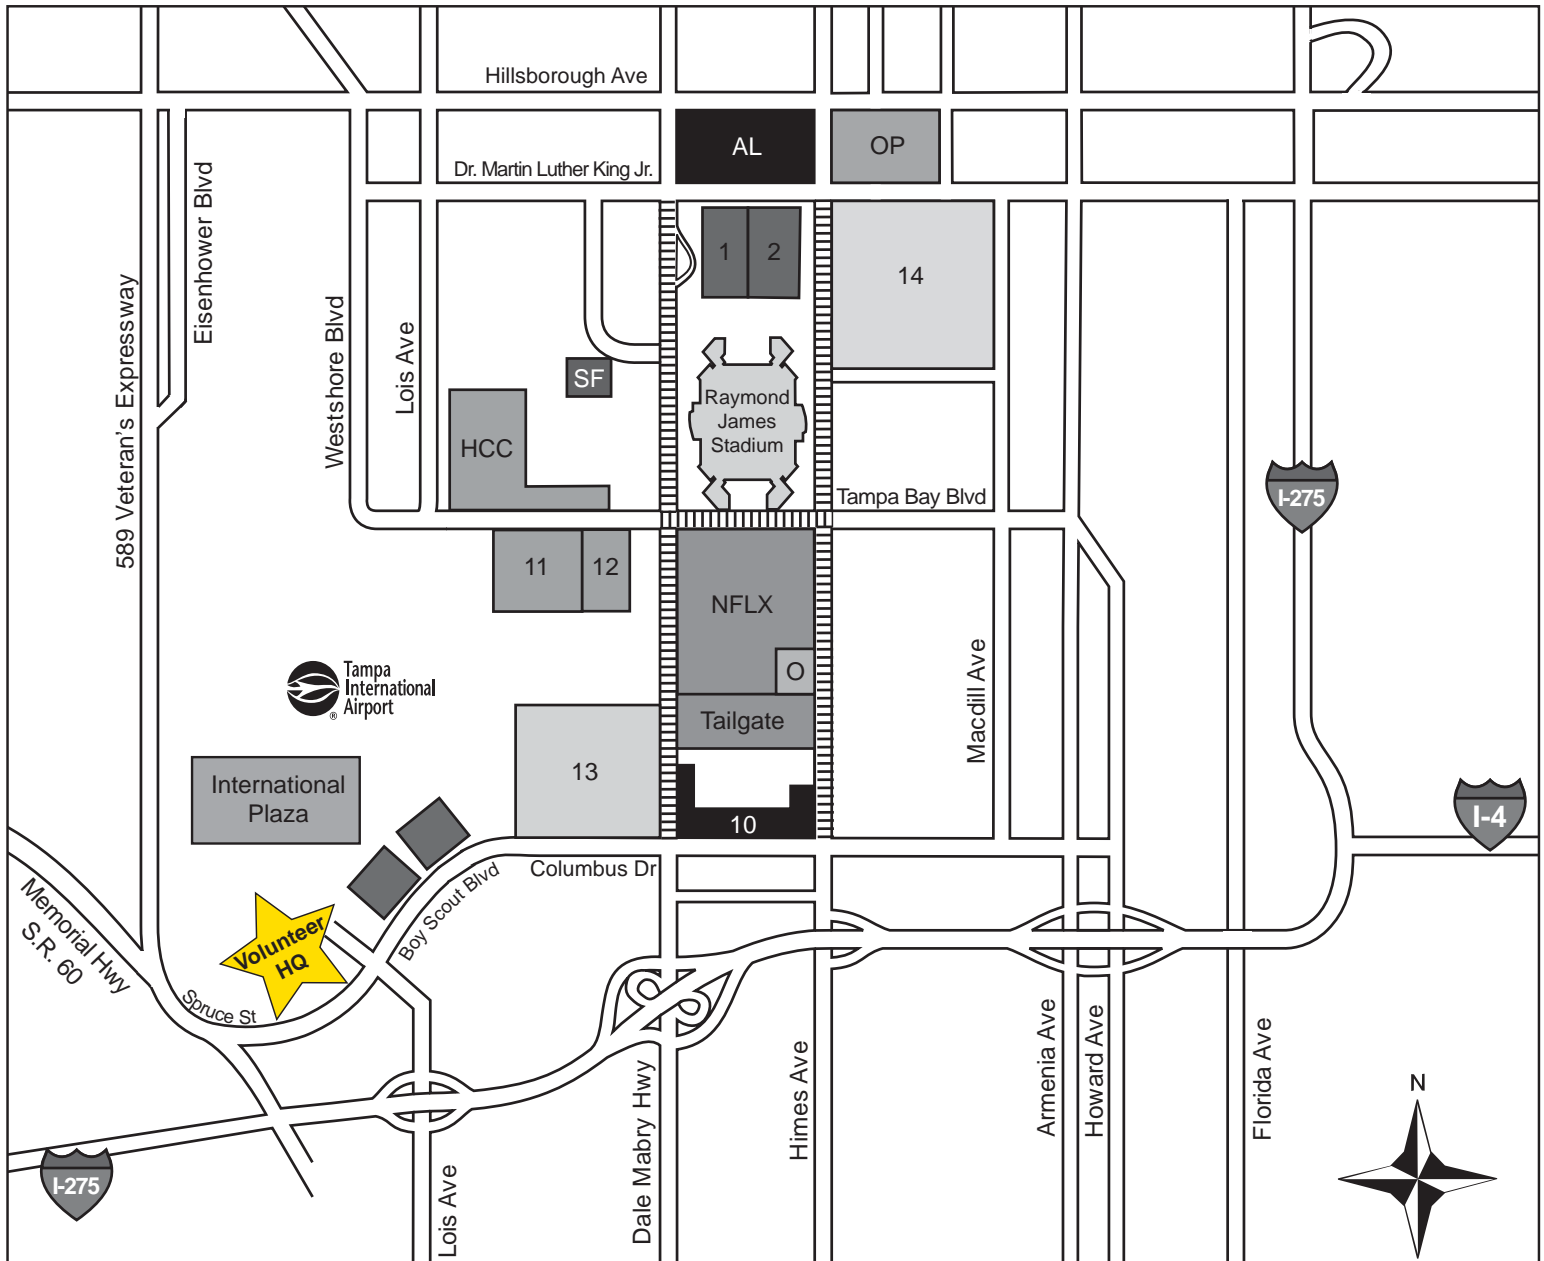 Hillsborough Ave
AL
OP
Dr. Martin Luther King Jr.
Eisenhower Blvd
1
2
14
589 Veteran's Expressway
Westshore Blvd
Lois Ave
SF
Raymond
James
Stadium
HCC
Tampa Bay Blvd
I-275
11
12
NFLX
O
Macdill Ave
Tampa
International
Airport
®
Tailgate
13
International
Plaza
10
I-4
Columbus Dr
Boy Scout Blvd
Memorial Hwy
S.R. 60
Volunteer
HQ
Spruce St
I-275
Lois Ave
Dale Mabry Hwy
Himes Ave
Armenia Ave
Howard Ave
Florida Ave
N